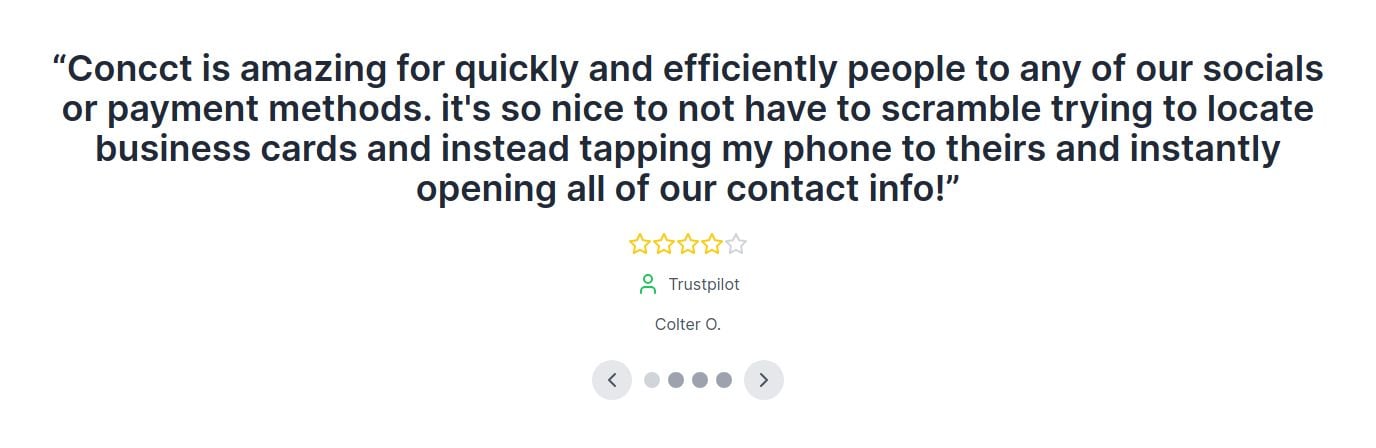 “Concct is amazing for quickly and efficiently people to any of our socials
or payment methods. it's so nice to not have to scramble trying to locate
business cards and instead tapping my phone to theirs and instantly
opening all of our contact info!”
Trustpilot
Colter O.